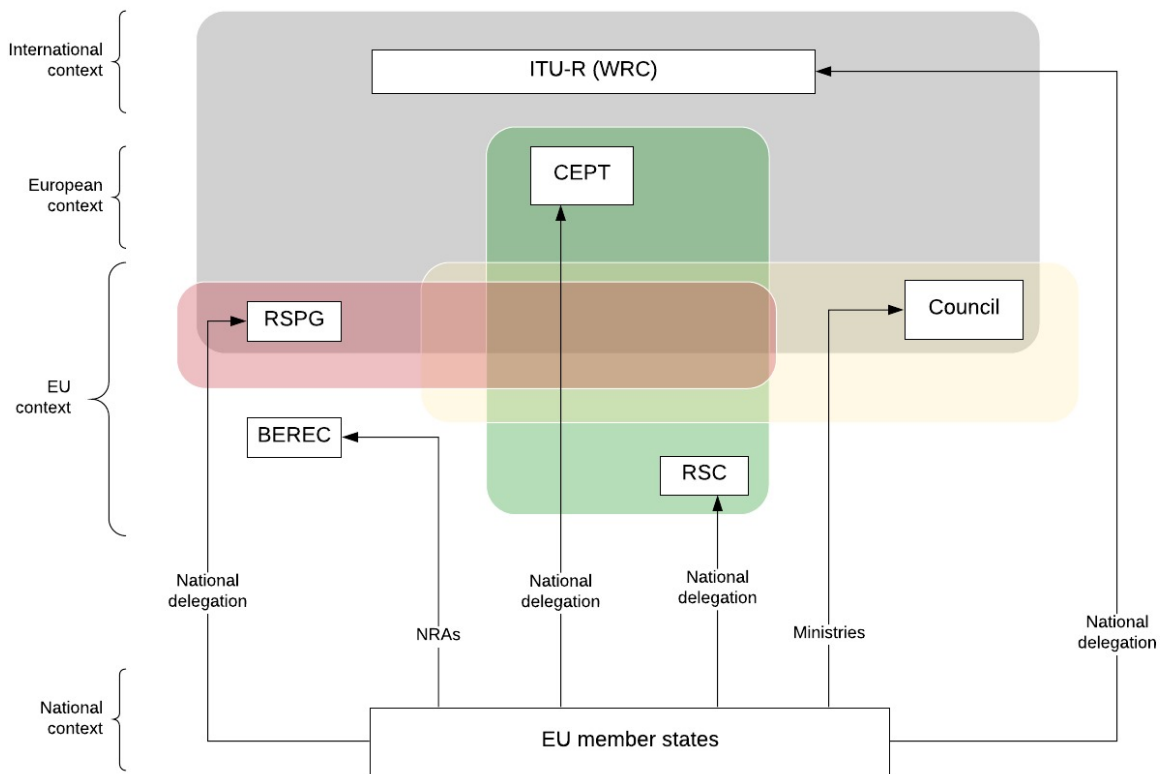 International
context
ITU-R (WRC)
European
context
CEPT
EU
context
RSPG
Council
BEREC
RSC
National
delegation
NRAs
National
delegation
National
delegation
Ministries
National
delegation
National
context
EU member states